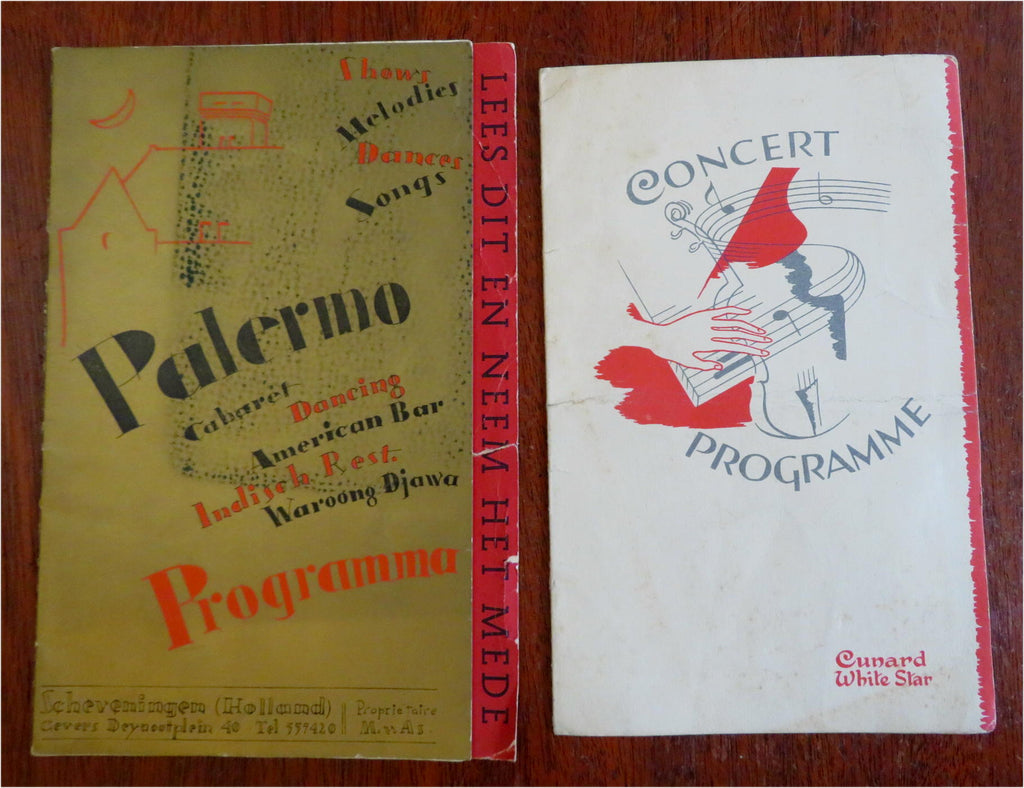 Shows
Melodies
Dances
Songs
Palermo
Cabaret Dancing
American Bar
Indisch Rest.
Waroong Djawa
Programma
Scheveningen (Holland)
Gevers Deynootplein 40 Tel 559420
Proprietaire
LEES DIT EN NEEM HET MEDE
CONCERT
PROGRAMME
Cunard
White Star